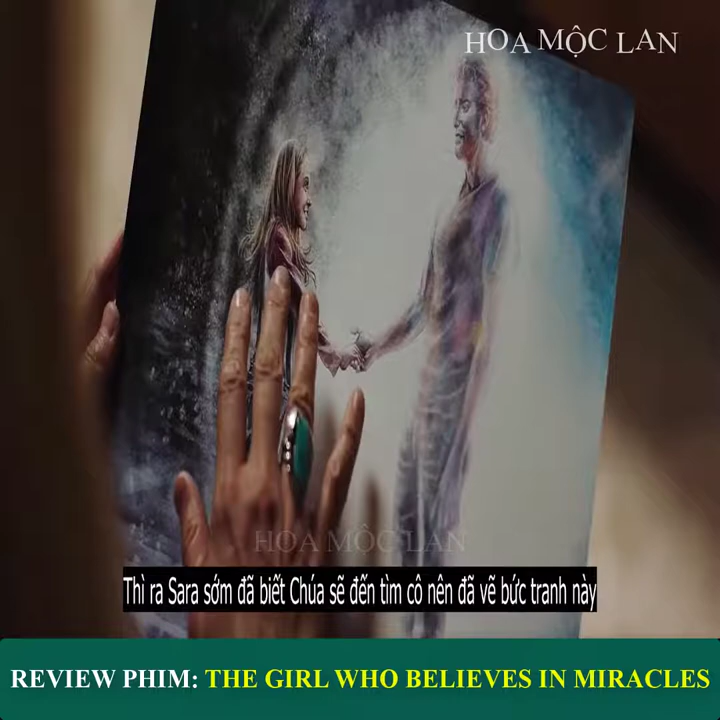 HOA MỘC LAN
HOA MỘC LAN
Thì ra Sara sớm đã biết Chúa sẽ đến tìm cô nên đã vẽ bức tranh này
REVIEW PHIM: THE GIRL WHO BELIEVES IN MIRACLES